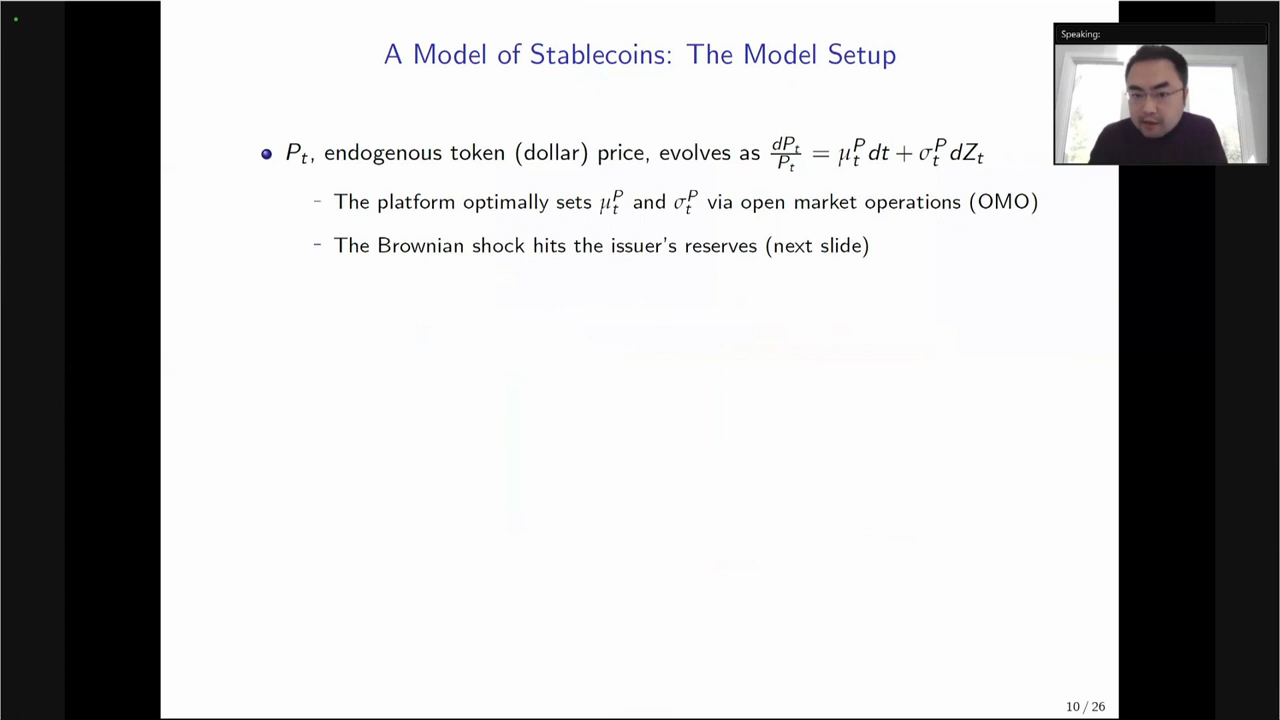 A Model of Stablecoins: The Model Setup
Speaking:
P_t, endogenous token (dollar) price, evolves as dP_t/P_t = μ_t^P dt + σ_t^P dZ_t
– The platform optimally sets μ_t^P and σ_t^P via open market operations (OMO)
– The Brownian shock hits the issuer's reserves (next slide)
10 / 26